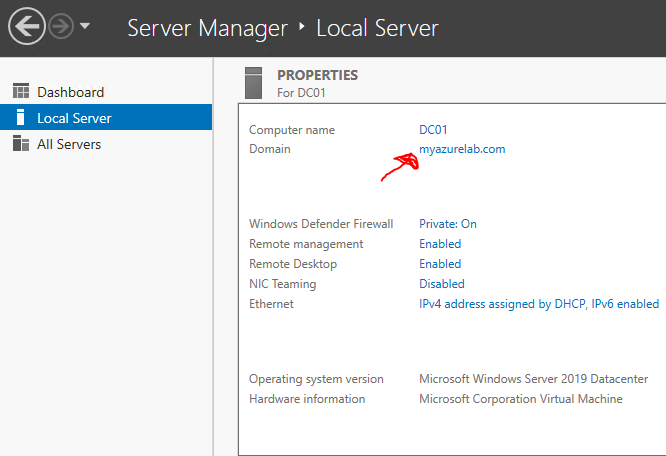 Server Manager ‣ Local Server
Dashboard
Local Server
All Servers
PROPERTIES
For DC01
Computer name DC01
Domain myazurelab.com
Windows Defender Firewall Private: On
Remote management Enabled
Remote Desktop Enabled
NIC Teaming Disabled
Ethernet IPv4 address assigned by DHCP, IPv6 enabled
Operating system version Microsoft Windows Server 2019 Datacenter
Hardware information Microsoft Corporation Virtual Machine